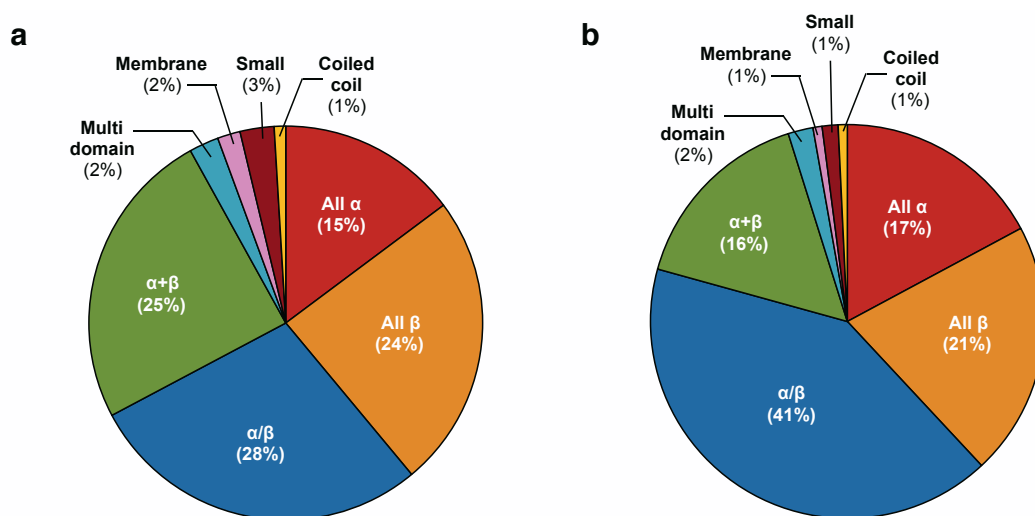 a
Membrane
(2%)
Small
(3%)
Coiled
coil
(1%)
Multi
domain
(2%)
All α
(15%)
α+β
(25%)
All β
(24%)
α/β
(28%)
b
Small
(1%)
Membrane
(1%)
Coiled
coil
(1%)
Multi
domain
(2%)
All α
(17%)
α+β
(16%)
All β
(21%)
α/β
(41%)